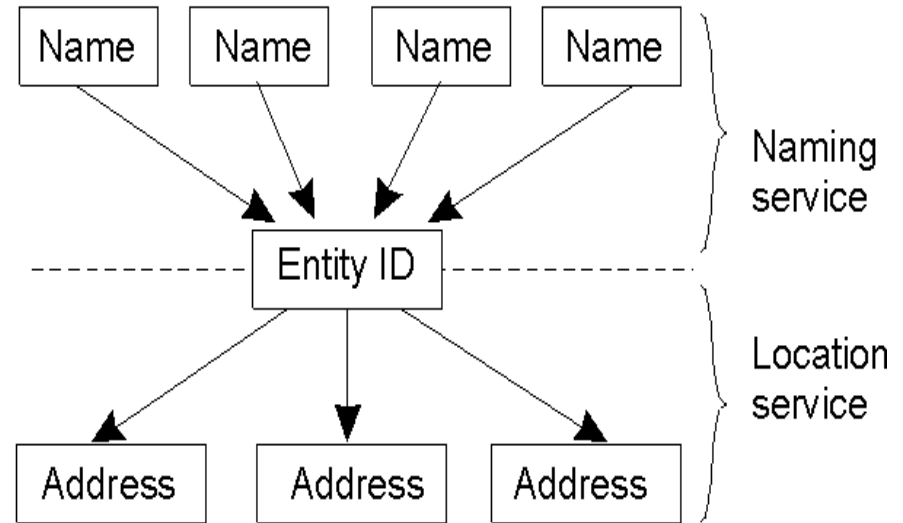 Name
Name
Name
Name
Naming
service
Entity ID
Location
service
Address
Address
Address